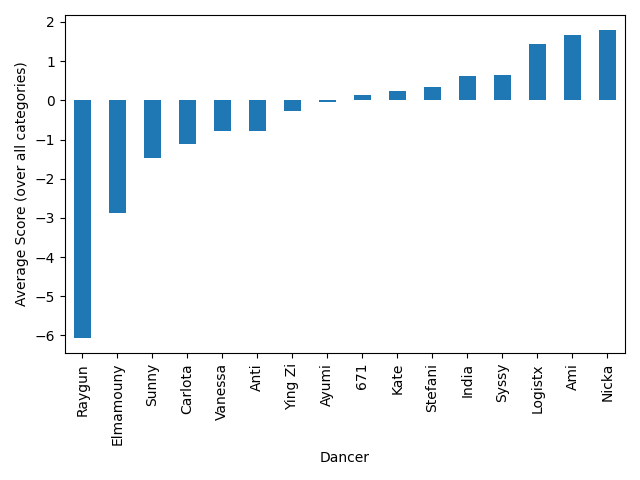 Average Score (over all categories)
2
1
0
−1
−2
−3
−4
−5
−6
Raygun
Elmamouny
Sunny
Carlota
Vanessa
Anti
Ying Zi
Ayumi
671
Kate
Stefani
India
Syssy
Logistx
Ami
Nicka
Dancer